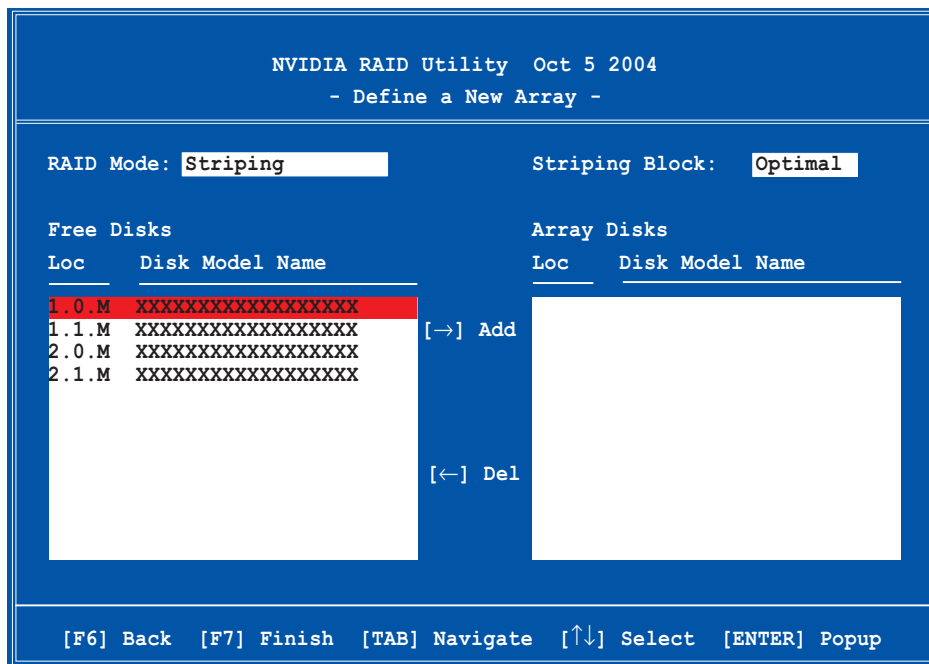 NVIDIA RAID Utility  Oct 5 2004
- Define a New Array -
RAID Mode: Striping
Striping Block: Optimal
Free Disks
Loc  Disk Model Name
1.0.M  XXXXXXXXXXXXXXXXXX
1.1.M  XXXXXXXXXXXXXXXXXX
2.0.M  XXXXXXXXXXXXXXXXXX
2.1.M  XXXXXXXXXXXXXXXXXX
[→] Add
[←] Del
Array Disks
Loc  Disk Model Name
[F6] Back  [F7] Finish  [TAB] Navigate  [↑↓] Select  [ENTER] Popup